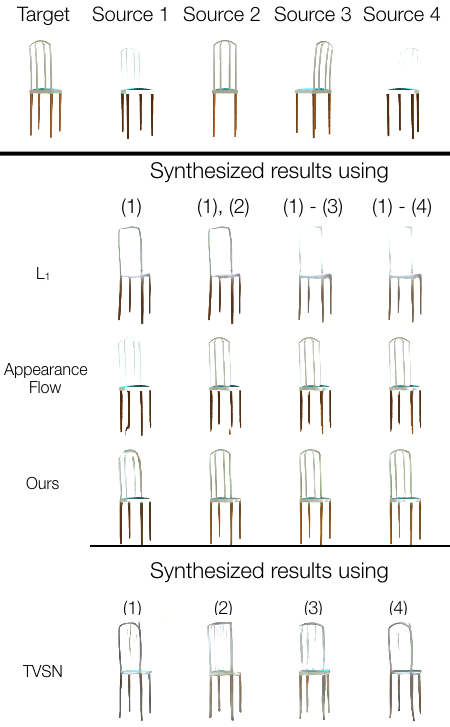 Target Source 1 Source 2 Source 3 Source 4
Synthesized results using
(1) (1), (2) (1) - (3) (1) - (4)
L₁
Appearance
Flow
Ours
Synthesized results using
(1) (2) (3) (4)
TVSN